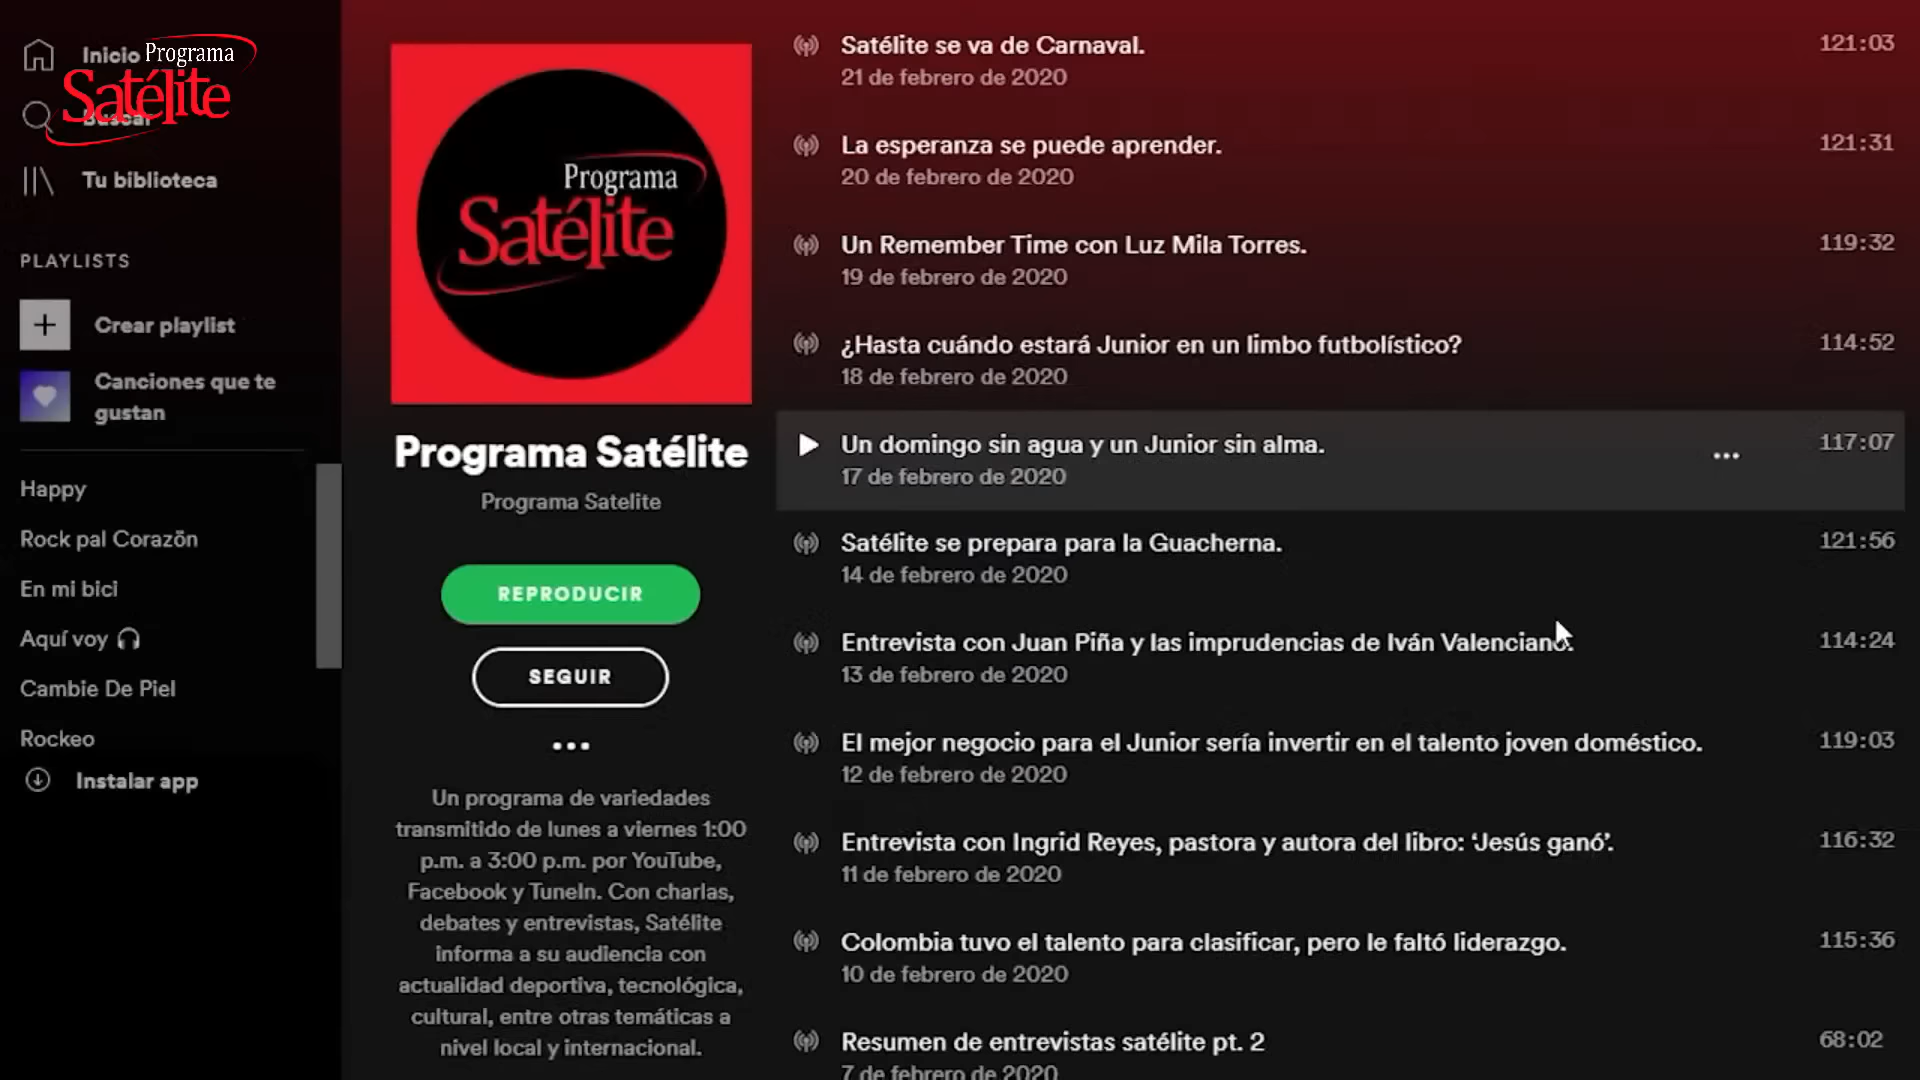 Inicio
Programa
Satélite
Buscar
Tu biblioteca
PLAYLISTS
Crear playlist
Canciones que te
gustan
Happy
Rock pal Corazön
En mi bici
Aquí voy
Cambie De Piel
Rockeo
Instalar app
Programa
Satélite
Programa Satélite
Programa Satelite
REPRODUCIR
SEGUIR
Un programa de variedades
transmitido de lunes a viernes 1:00
p.m. a 3:00 p.m. por YouTube,
Facebook y TuneIn. Con charlas,
debates y entrevistas, Satélite
informa a su audiencia con
actualidad deportiva, tecnológica,
cultural, entre otras temáticas a
nivel local y internacional.
Satélite se va de Carnaval. 121:03
21 de febrero de 2020
La esperanza se puede aprender. 121:31
20 de febrero de 2020
Un Remember Time con Luz Mila Torres. 119:32
19 de febrero de 2020
¿Hasta cuándo estará Junior en un limbo futbolístico? 114:52
18 de febrero de 2020
Un domingo sin agua y un Junior sin alma. 117:07
17 de febrero de 2020
Satélite se prepara para la Guacherna. 121:56
14 de febrero de 2020
Entrevista con Juan Piña y las imprudencias de Iván Valenciano. 114:24
13 de febrero de 2020
El mejor negocio para el Junior sería invertir en el talento joven doméstico. 119:03
12 de febrero de 2020
Entrevista con Ingrid Reyes, pastora y autora del libro: ‘Jesús ganó’. 116:32
11 de febrero de 2020
Colombia tuvo el talento para clasificar, pero le faltó liderazgo. 115:36
10 de febrero de 2020
Resumen de entrevistas satélite pt. 2 68:02
7 de febrero de 2020